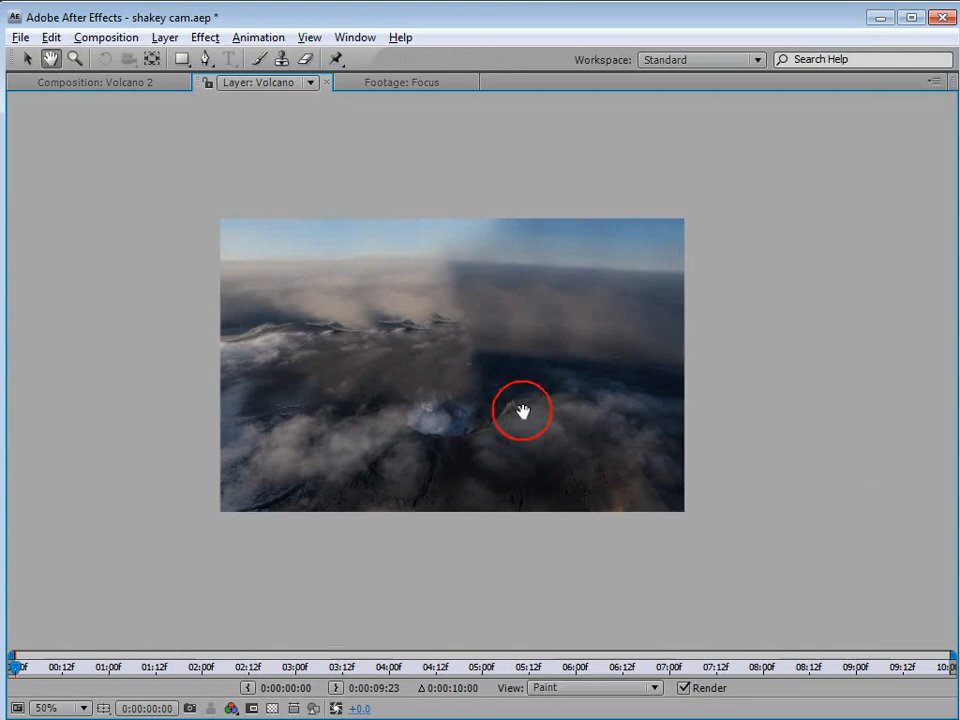 Adobe After Effects - shakey cam.aep *
File Edit Composition Layer Effect Animation View Window Help
Workspace: Standard Search Help
Composition: Volcano 2 Layer: Volcano Footage: Focus
00:12f 01:00f 01:12f 02:00f 02:12f 03:00f 03:12f 04:00f 04:12f 05:00f 05:12f 06:00f 06:12f 07:00f 07:12f 08:00f 08:12f 09:00f 09:12f
0:00:00:00 0:00:09:23 Δ 0:00:10:00 View: Paint Render
50% 0:00:00:00 +0.0